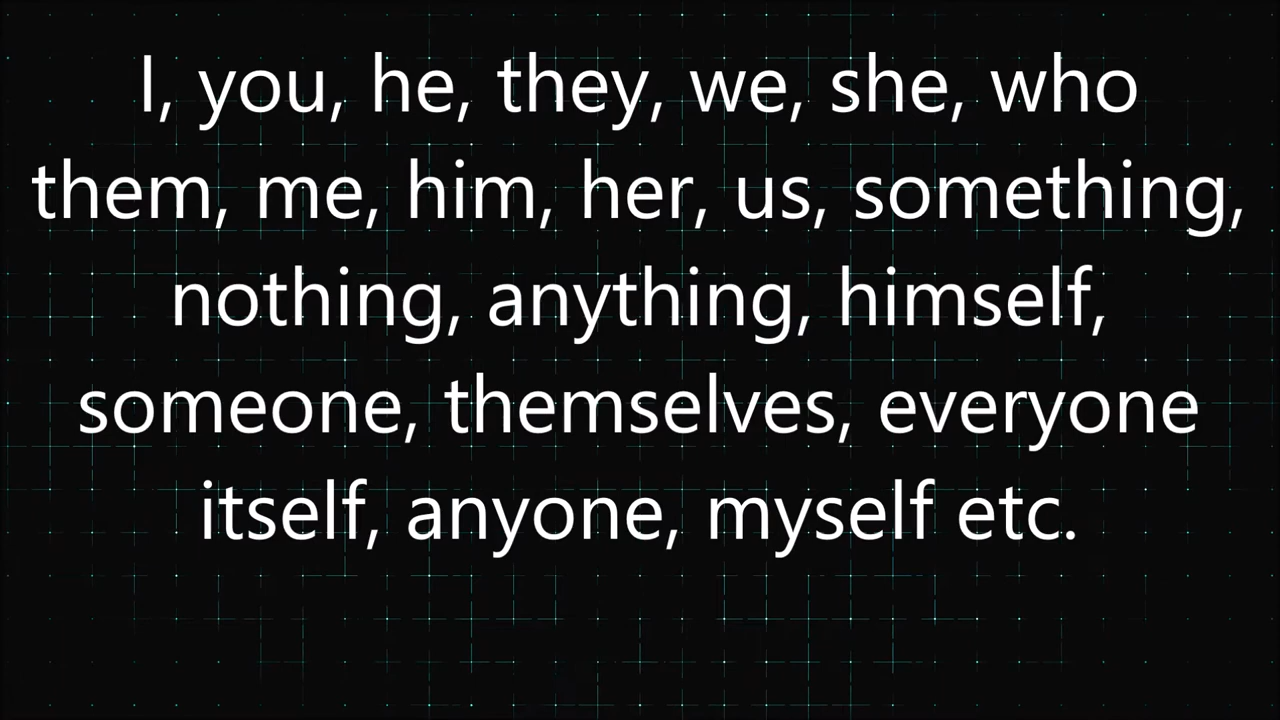 I, you, he, they, we, she, who
them, me, him, her, us, something,
nothing, anything, himself,
someone, themselves, everyone
itself, anyone, myself etc.